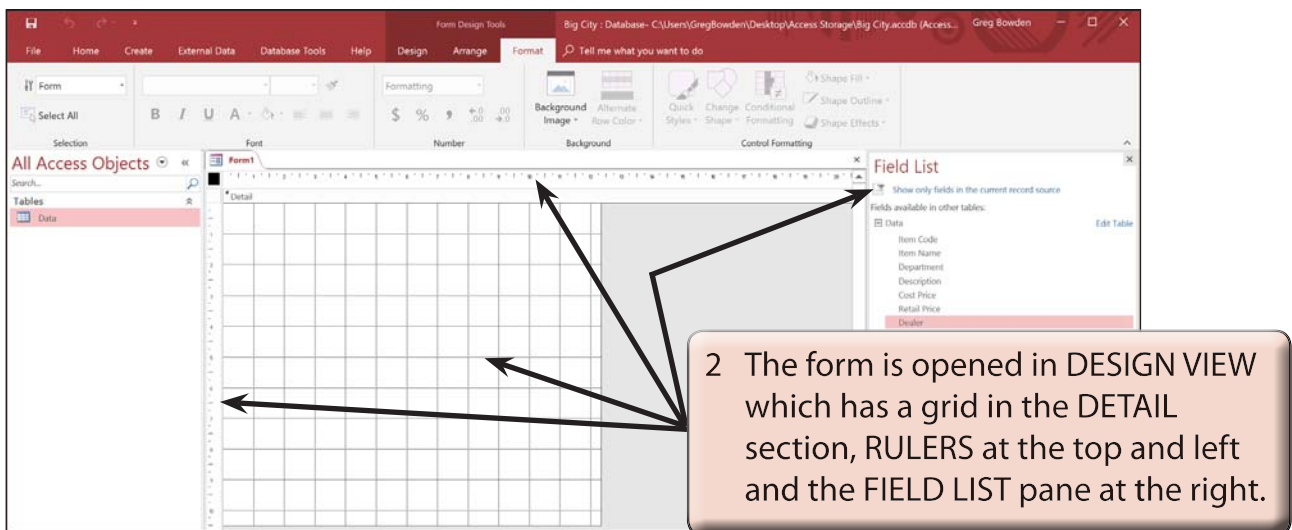 Form Design Tools
Big City : Database- C:\Users\GregBowden\Desktop\Access Storage\Big City.accdb (Access...
Greg Bowden
File Home Create External Data Database Tools Help Design Arrange Format Tell me what you want to do
Form
Select All
Selection
B I U A
Font
Formatting
$ % , .00 .00
Number
Background Image
Alternate Row Color
Background
Quick Styles
Change Shape
Conditional Formatting
Shape Fill
Shape Outline
Shape Effects
Control Formatting
All Access Objects
Search...
Tables
Data
Form1
Detail
Field List
Show only fields in the current record source
Fields available in other tables:
Data Edit Table
Item Code
Item Name
Department
Description
Cost Price
Retail Price
Dealer
2 The form is opened in DESIGN VIEW
which has a grid in the DETAIL
section, RULERS at the top and left
and the FIELD LIST pane at the right.